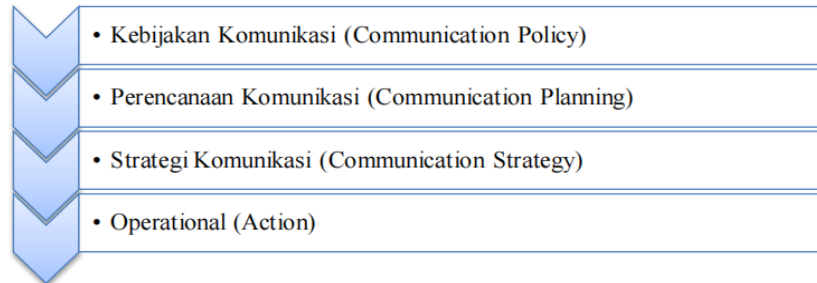 • Kebijakan Komunikasi (Communication Policy)
• Perencanaan Komunikasi (Communication Planning)
• Strategi Komunikasi (Communication Strategy)
• Operational (Action)